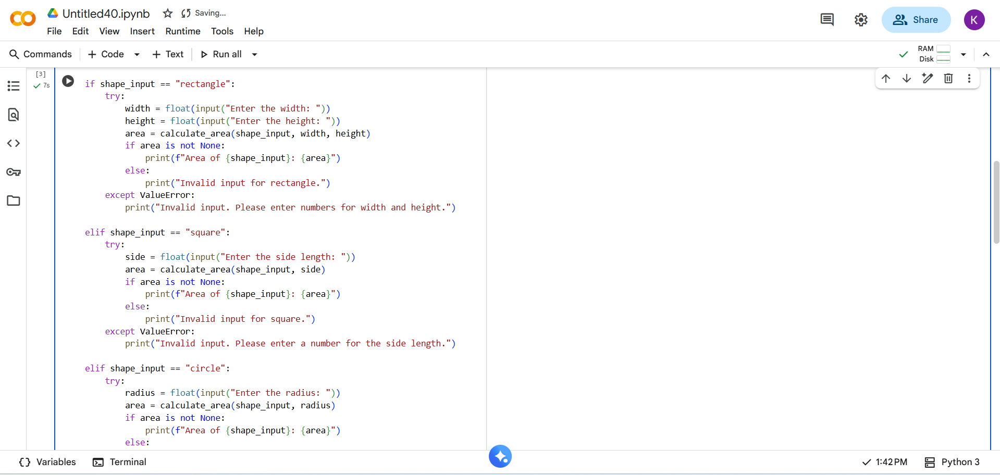 Untitled40.ipynb Saving...
File Edit View Insert Runtime Tools Help
Share
K
Commands + Code + Text Run all
RAM
Disk
[3]
7s
if shape_input == "rectangle":
    try:
        width = float(input("Enter the width: "))
        height = float(input("Enter the height: "))
        area = calculate_area(shape_input, width, height)
        if area is not None:
            print(f"Area of {shape_input}: {area}")
        else:
            print("Invalid input for rectangle.")
    except ValueError:
        print("Invalid input. Please enter numbers for width and height.")

elif shape_input == "square":
    try:
        side = float(input("Enter the side length: "))
        area = calculate_area(shape_input, side)
        if area is not None:
            print(f"Area of {shape_input}: {area}")
        else:
            print("Invalid input for square.")
    except ValueError:
        print("Invalid input. Please enter a number for the side length.")

elif shape_input == "circle":
    try:
        radius = float(input("Enter the radius: "))
        area = calculate_area(shape_input, radius)
        if area is not None:
            print(f"Area of {shape_input}: {area}")
        else:
Variables Terminal
1:42 PM Python 3